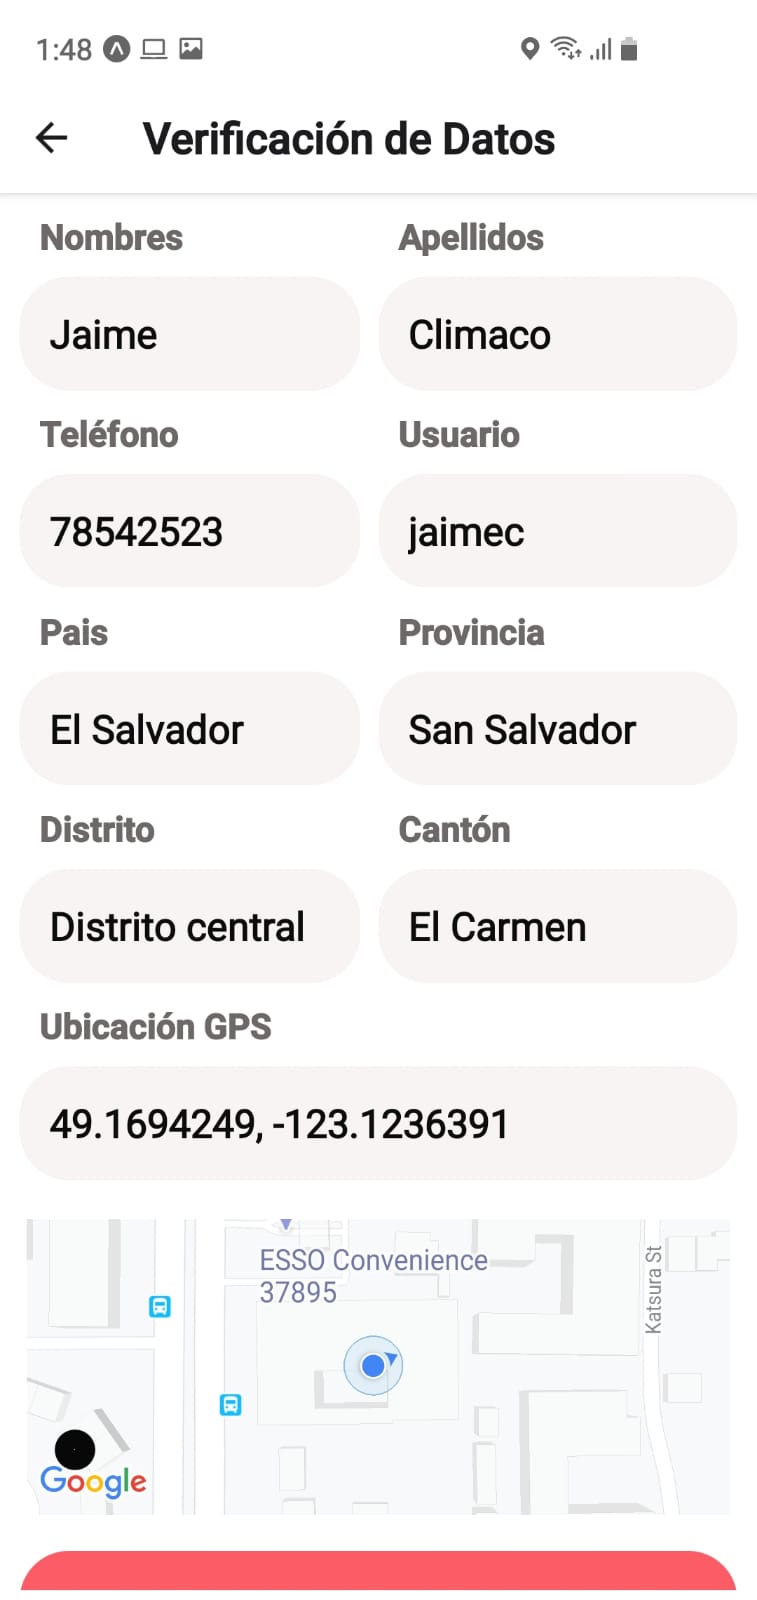 1:48
Verificación de Datos
Nombres
Apellidos
Jaime
Climaco
Teléfono
Usuario
78542523
jaimec
Pais
Provincia
El Salvador
San Salvador
Distrito
Cantón
Distrito central
El Carmen
Ubicación GPS
49.1694249, -123.1236391
ESSO Convenience
37895
Katsura St
Google